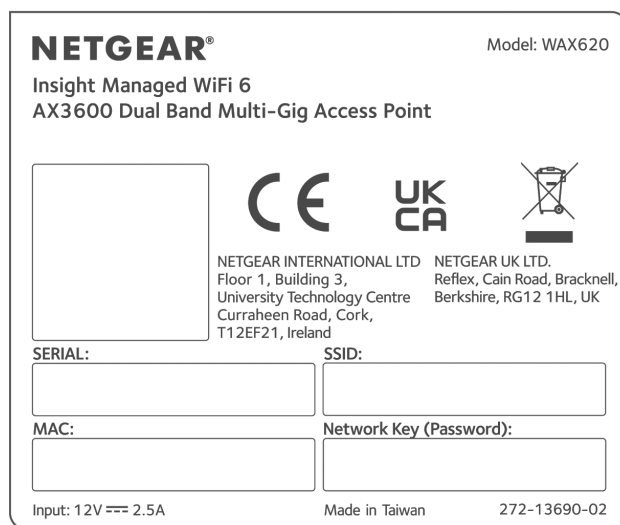 NETGEAR®
Model: WAX620
Insight Managed WiFi 6
AX3600 Dual Band Multi-Gig Access Point
CE
UK
CA
NETGEAR INTERNATIONAL LTD
Floor 1, Building 3,
University Technology Centre
Curraheen Road, Cork,
T12EF21, Ireland
NETGEAR UK LTD.
Reflex, Cain Road, Bracknell,
Berkshire, RG12 1HL, UK
SERIAL:
SSID:
MAC:
Network Key (Password):
Input: 12V ⎓ 2.5A
Made in Taiwan
272-13690-02